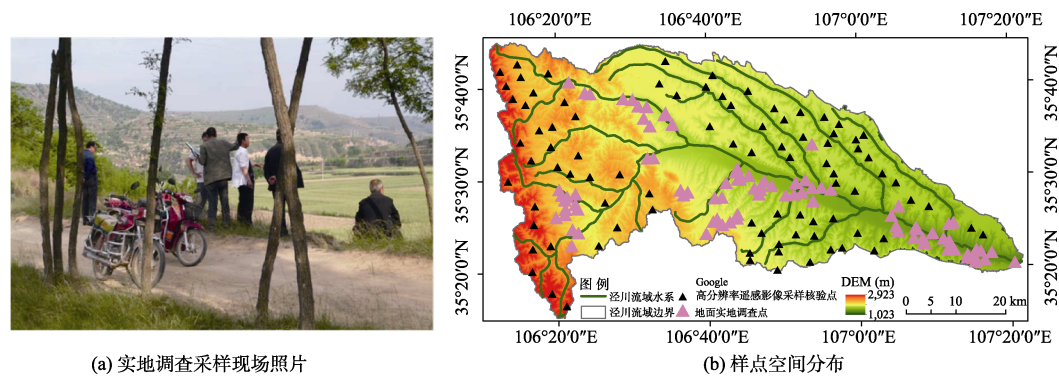 106°20′0″E 106°40′0″E 107°0′0″E 107°20′0″E
35°40′0″N 35°30′0″N 35°20′0″N
35°40′0″N 35°30′0″N 35°20′0″N
图 例
泾川流域水系
泾川流域边界
Google
高分辨率遥感影像采样核验点
地面实地调查点
DEM (m)
2,923
1,023
0 5 10 20 km
106°20′0″E 106°40′0″E 107°0′0″E 107°20′0″E
(a) 实地调查采样现场照片
(b) 样点空间分布